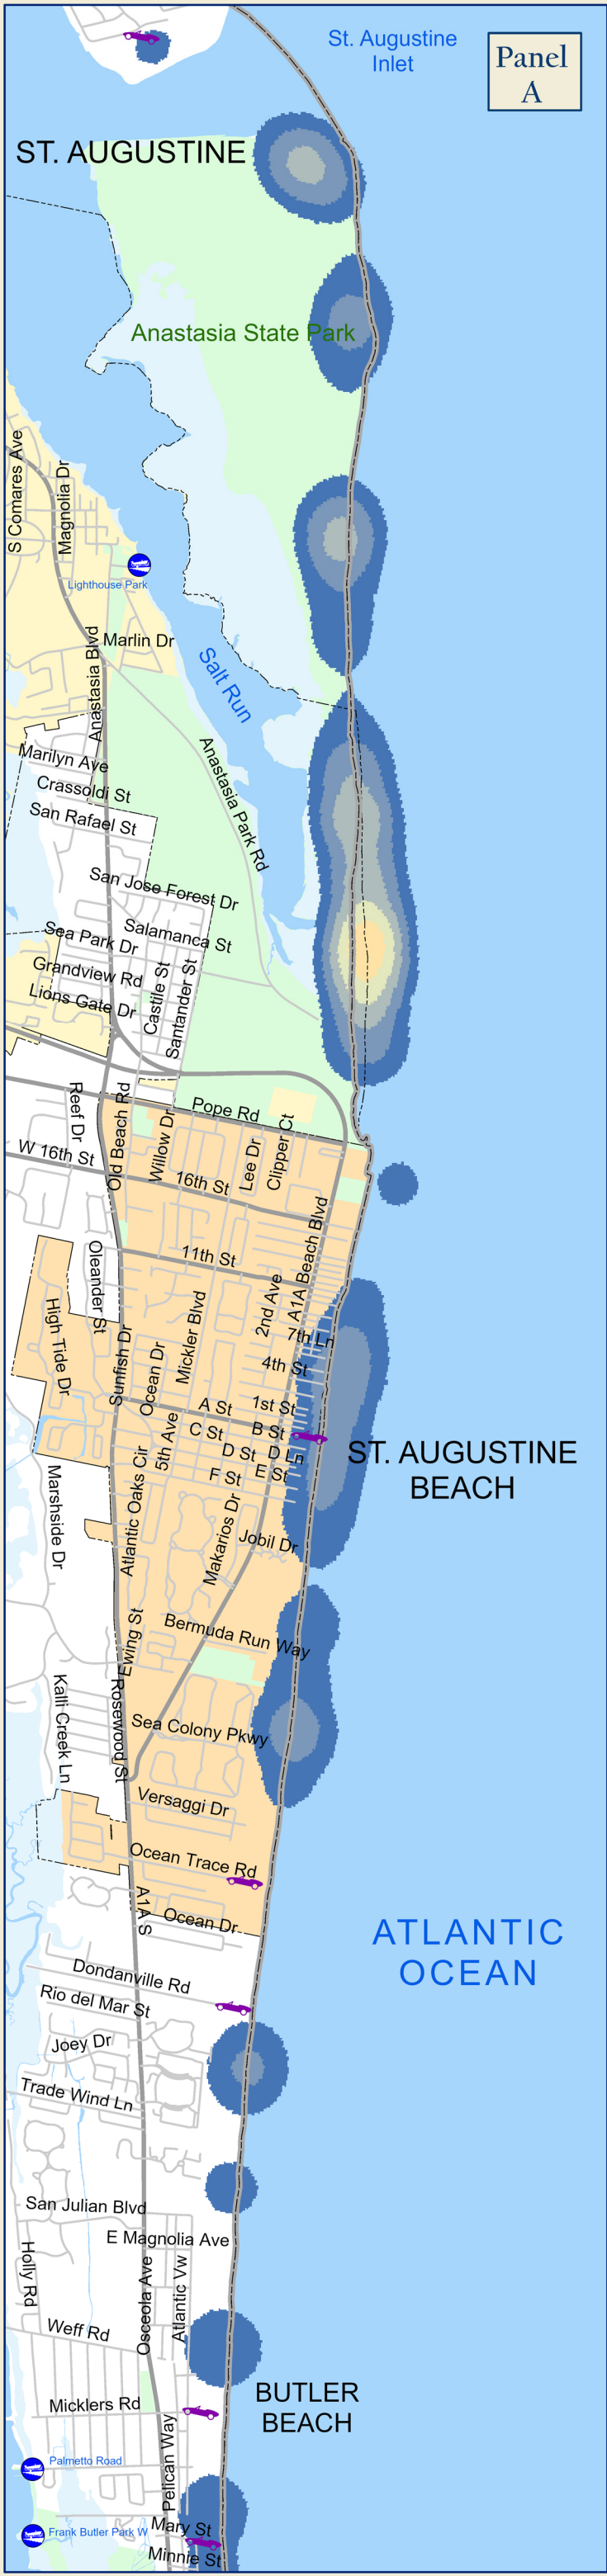 St. Augustine
Inlet
Panel
A
ST. AUGUSTINE
Anastasia State Park
S Comares Ave
Magnolia Dr
Lighthouse Park
Marlin Dr
Salt Run
Anastasia Blvd
Anastasia Park Rd
Marilyn Ave
Crassoldi St
San Rafael St
San Jose Forest Dr
Salamanca St
Sea Park Dr
Grandview Rd
Castile St
Santander St
Lions Gate Dr
Reef Dr
Old Beach Rd
Pope Rd
Willow Dr
Lee Dr
Clipper Ct
W 16th St
16th St
A1A Beach Blvd
11th St
Oleander St
High Tide Dr
Sunfish Dr
Ocean Dr
Mickler Blvd
2nd Ave
7th Ln
4th St
1st St
A St
B St
C St
5th Ave
D St
D Ln
E St
F St
ST. AUGUSTINE
BEACH
Marshside Dr
Atlantic Oaks Cir
Makarios Dr
Jobil Dr
Ewing St
Bermuda Run Way
Kalli Creek Ln
Rosewood St
Sea Colony Pkwy
Versaggi Dr
Ocean Trace Rd
A1A S
Ocean Dr
ATLANTIC
OCEAN
Dondanville Rd
Rio del Mar St
Joey Dr
Trade Wind Ln
San Julian Blvd
E Magnolia Ave
Holly Rd
Osceola Ave
Atlantic Vw
Weff Rd
BUTLER
BEACH
Micklers Rd
Pelican Way
Palmetto Road
Mary St
Frank Butler Park W
Minnie St